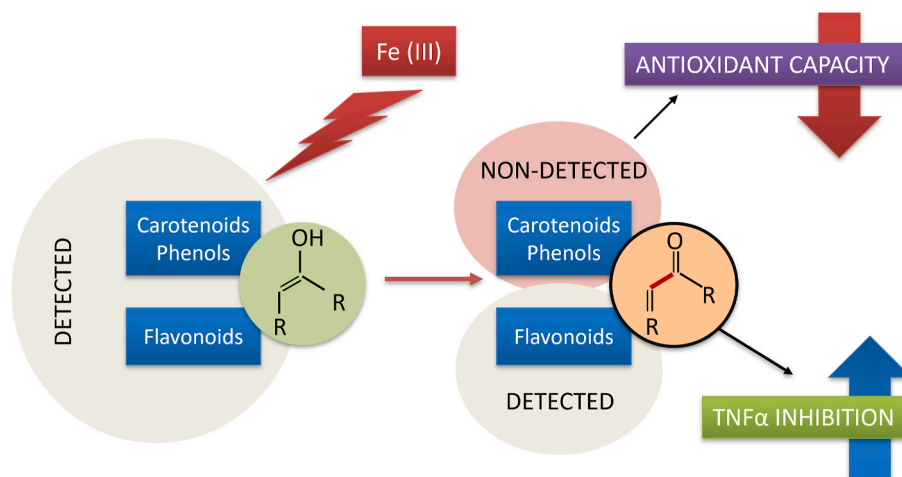 Fe (III)
ANTIOXIDANT CAPACITY
DETECTED
Carotenoids
Phenols
Flavonoids
OH
R
R
NON-DETECTED
Carotenoids
Phenols
Flavonoids
DETECTED
O
R
R
TNFα INHIBITION